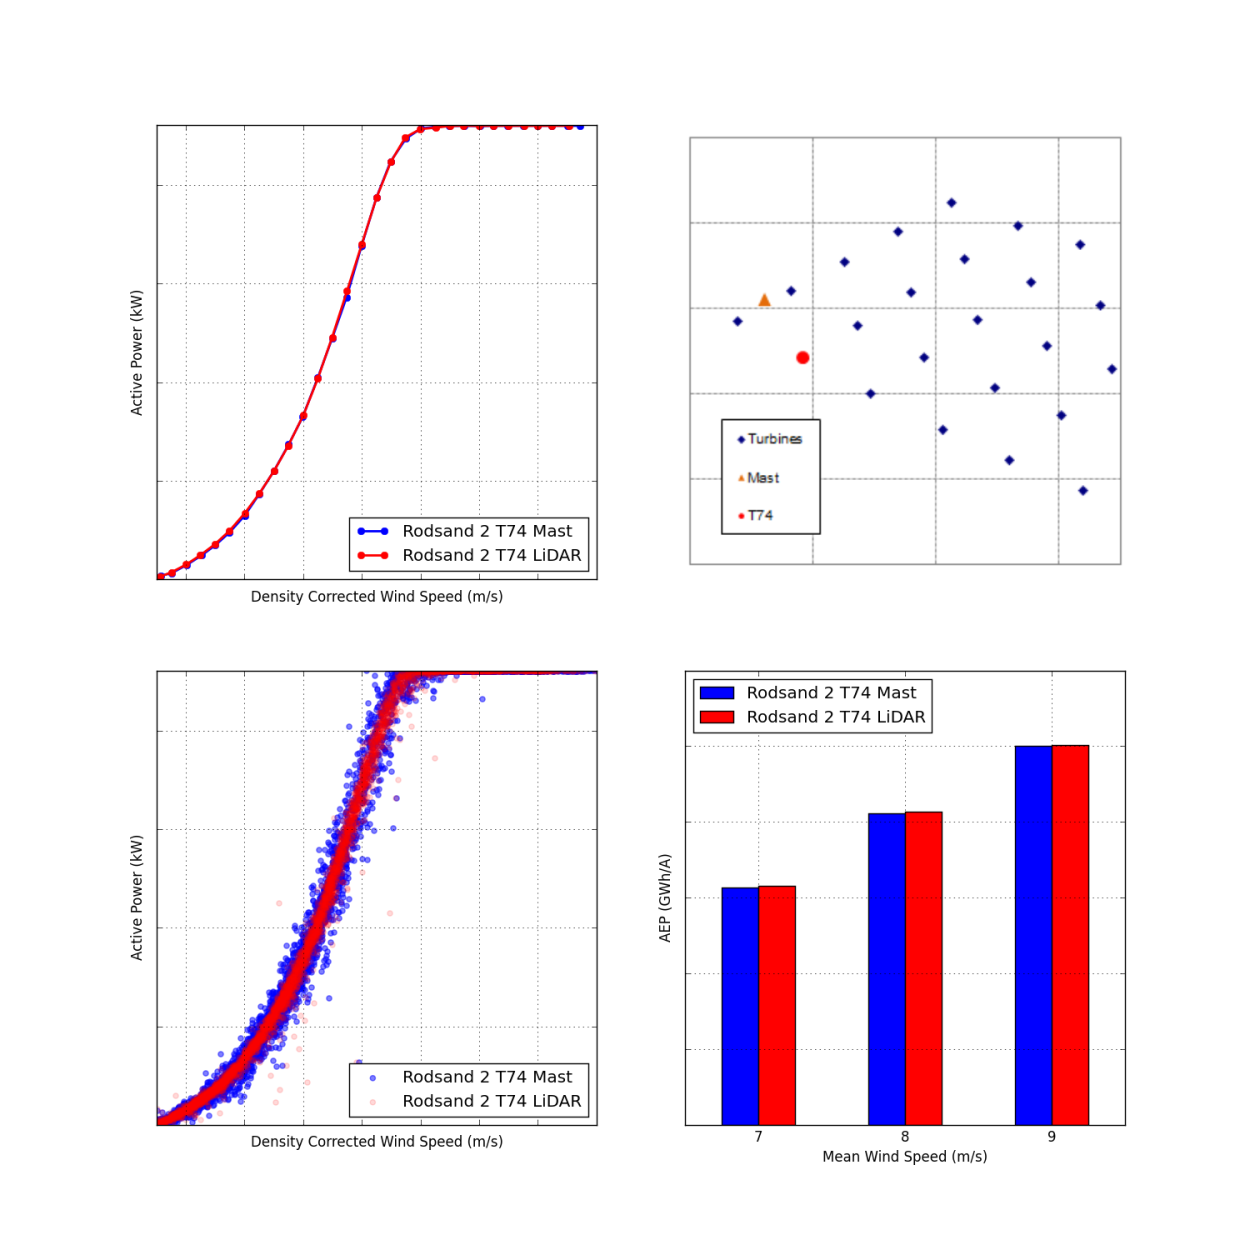 Active Power (kW)
Rodsand 2 T74 Mast
Rodsand 2 T74 LiDAR
Density Corrected Wind Speed (m/s)
Turbines
Mast
T74
Active Power (kW)
Rodsand 2 T74 Mast
Rodsand 2 T74 LiDAR
Density Corrected Wind Speed (m/s)
Rodsand 2 T74 Mast
Rodsand 2 T74 LiDAR
AEP (GWh/A)
7 8 9
Mean Wind Speed (m/s)